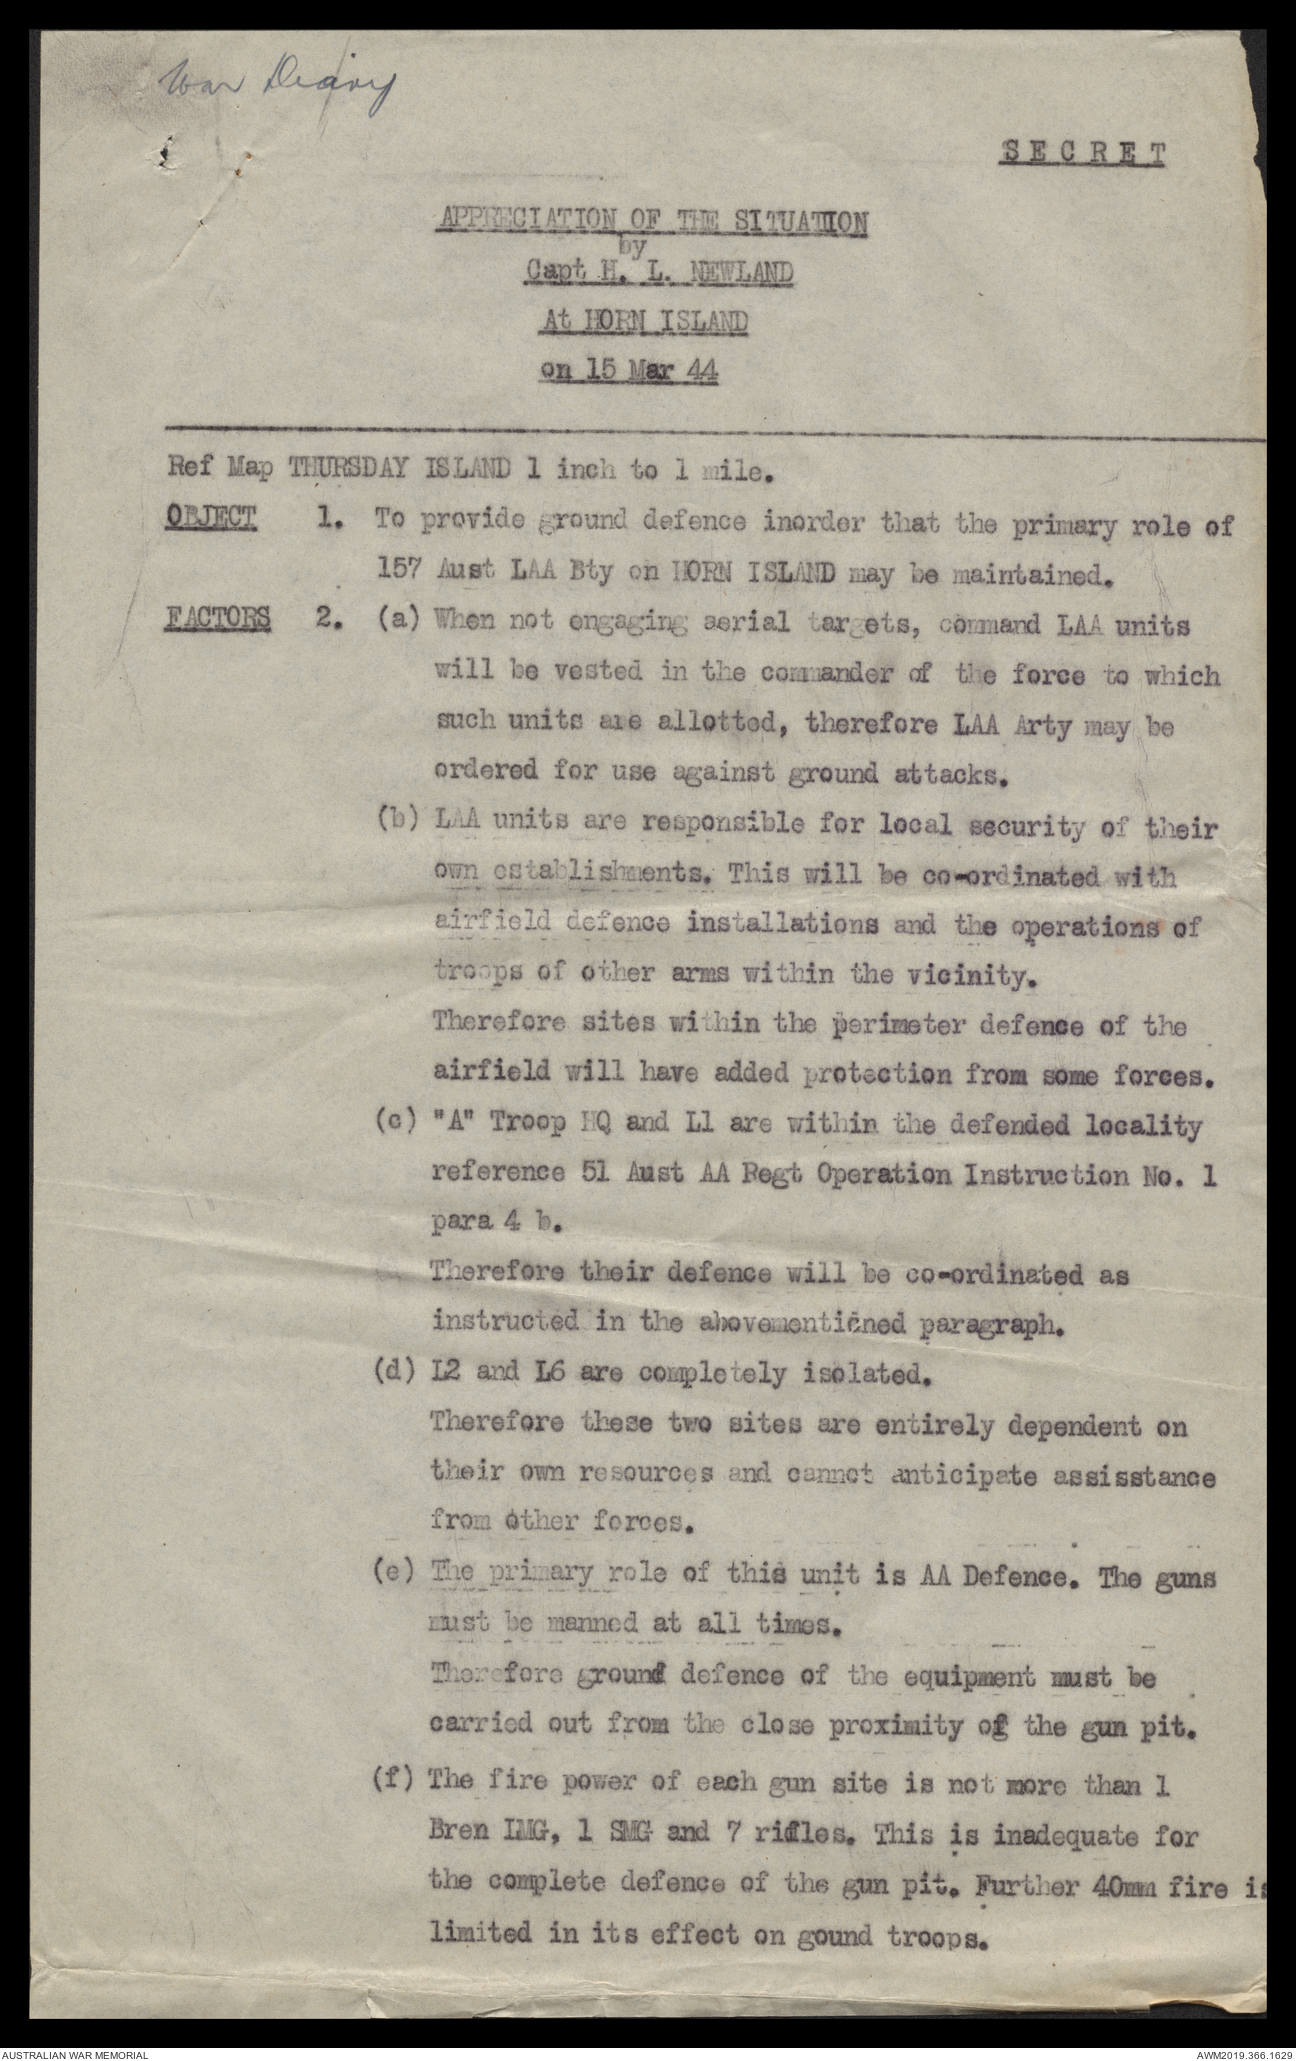 War Diary
SECRET
APPRECIATION OF THE SITUATION
by
Capt H. L. NEWLAND
At HORN ISLAND
on 15 Mar 44
Ref Map THURSDAY ISLAND 1 inch to 1 mile.
OBJECT 1. To provide ground defence inorder that the primary role of
157 Aust LAA Bty on HORN ISLAND may be maintained.
FACTORS 2. (a) When not engaging aerial targets, command LAA units
will be vested in the commander of the force to which
such units are allotted, therefore LAA Arty may be
ordered for use against ground attacks.
(b) LAA units are responsible for local security of their
own establishments. This will be co-ordinated with
airfield defence installations and the operations of
troops of other arms within the vicinity.
Therefore sites within the perimeter defence of the
airfield will have added protection from some forces.
(c) "A" Troop HQ and L1 are within the defended locality
reference 51 Aust AA Regt Operation Instruction No. 1
para 4 b.
Therefore their defence will be co-ordinated as
instructed in the abovementioned paragraph.
(d) L2 and L6 are completely isolated.
Therefore these two sites are entirely dependent on
their own resources and cannot anticipate assisstance
from other forces.
(e) The primary role of this unit is AA Defence. The guns
must be manned at all times.
Therefore ground defence of the equipment must be
carried out from the close proximity of the gun pit.
(f) The fire power of each gun site is not more than 1
Bren LMG, 1 SMG and 7 rifles. This is inadequate for
the complete defence of the gun pit. Further 40mm fire is
limited in its effect on gound troops.
AUSTRALIAN WAR MEMORIAL
AWM2019.366.1629